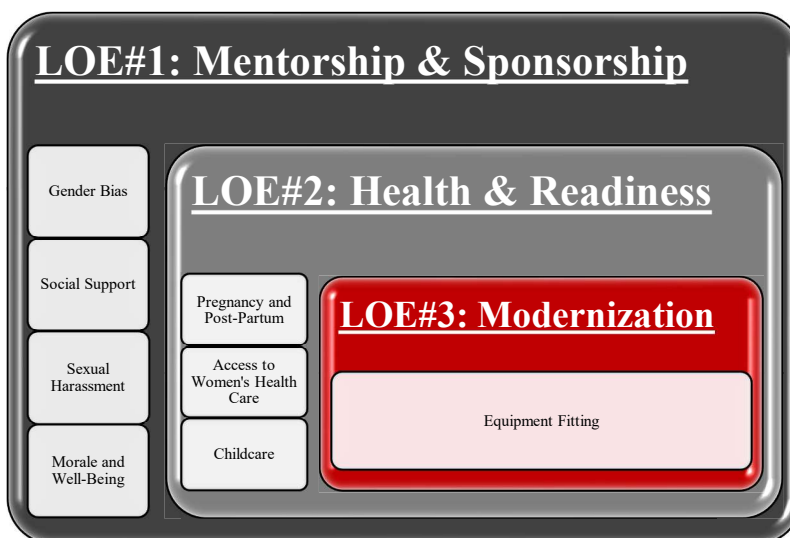 LOE#1: Mentorship & Sponsorship
Gender Bias
Social Support
Sexual
Harassment
Morale and
Well-Being
LOE#2: Health & Readiness
Pregnancy and
Post-Partum
Access to
Women's Health
Care
Childcare
LOE#3: Modernization
Equipment Fitting